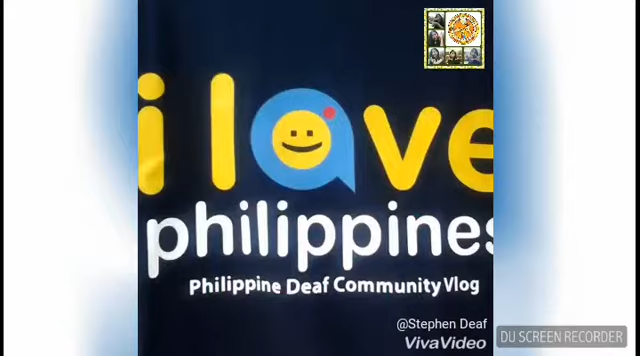 i love
philippines
Philippine Deaf Community Vlog
@Stephen Deaf
VivaVideo
DU SCREEN RECORDER